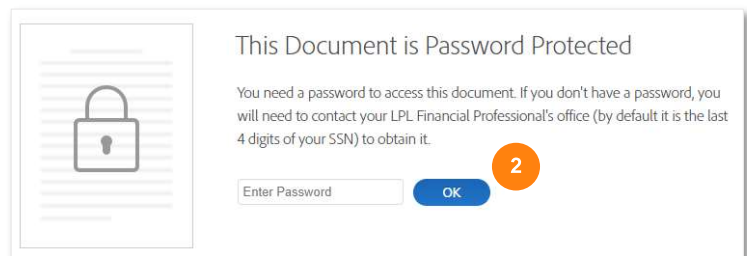 This Document is Password Protected
You need a password to access this document. If you don't have a password, you
will need to contact your LPL Financial Professional's office (by default it is the last
4 digits of your SSN) to obtain it.
2
Enter Password
OK